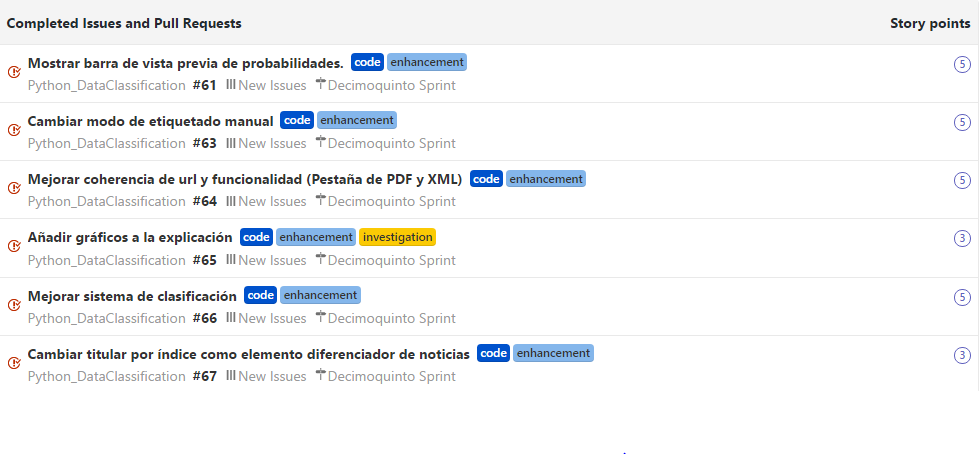 Completed Issues and Pull Requests Story points
Mostrar barra de vista previa de probabilidades. code enhancement 5
Python_DataClassification #61 New Issues Decimoquinto Sprint
Cambiar modo de etiquetado manual code enhancement 5
Python_DataClassification #63 New Issues Decimoquinto Sprint
Mejorar coherencia de url y funcionalidad (Pestaña de PDF y XML) code enhancement 5
Python_DataClassification #64 New Issues Decimoquinto Sprint
Añadir gráficos a la explicación code enhancement investigation 3
Python_DataClassification #65 New Issues Decimoquinto Sprint
Mejorar sistema de clasificación code enhancement 5
Python_DataClassification #66 New Issues Decimoquinto Sprint
Cambiar titular por índice como elemento diferenciador de noticias code enhancement 3
Python_DataClassification #67 New Issues Decimoquinto Sprint